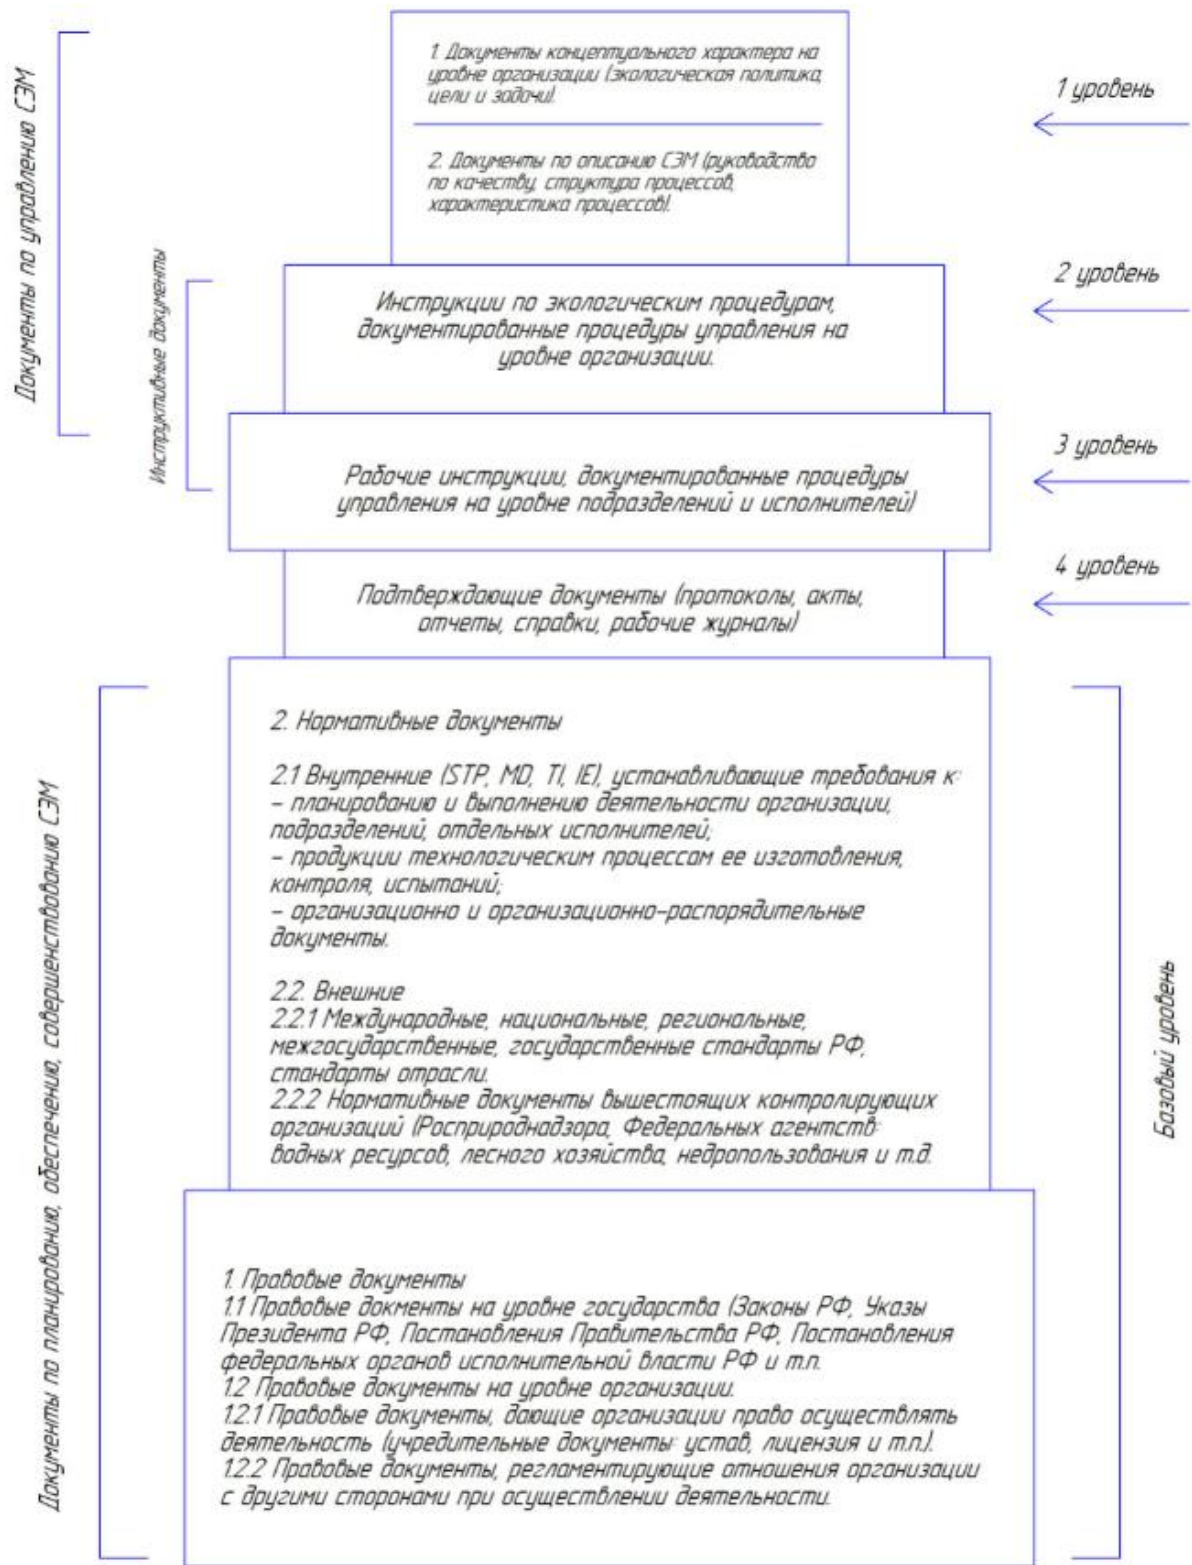 Документы по управлению СЭМ
1. Документы концептуального характера на
уровне организации (экологическая политика,
цели и задачи).
2. Документы по описанию СЭМ (руководство
по качеству, структура процессов,
характеристика процессов).
1 уровень
Инструктивные документы
Инструкции по экологическим процедурам,
документированные процедуры управления на
уровне организации.
2 уровень
Рабочие инструкции, документированные процедуры
управления на уровне подразделений и исполнителей)
3 уровень
Подтверждающие документы (протоколы, акты,
отчеты, справки, рабочие журналы)
4 уровень
Документы по планированию, обеспечению, совершенствованию СЭМ
2. Нормативные документы
2.1 Внутренние (STP, MD, TI, IE), устанавливающие требования к:
- планированию и выполнению деятельности организации,
подразделений, отдельных исполнителей;
- продукции технологическим процессам ее изготовления,
контроля, испытаний;
- организационно и организационно-распорядительные
документы.
2.2. Внешние
2.2.1 Международные, национальные, региональные,
межгосударственные, государственные стандарты РФ,
стандарты отрасли.
2.2.2 Нормативные документы вышестоящих контролирующих
организаций (Росприроднадзора, Федеральных агентств:
водных ресурсов, лесного хозяйства, недропользования и т.д.
Базовый уровень
1. Правовые документы
1.1 Правовые докменты на уровне государства (Законы РФ, Указы
Президента РФ, Постановления Правительства РФ, Постановления
федеральных органов исполнительной власти РФ и т.п.
1.2 Правовые документы на уровне организации.
1.2.1 Правовые документы, дающие организации право осуществлять
деятельность (учредительные документы: устав, лицензия и т.п.).
1.2.2 Правовые документы, регламентирующие отношения организации
с другими сторонами при осуществлении деятельности.